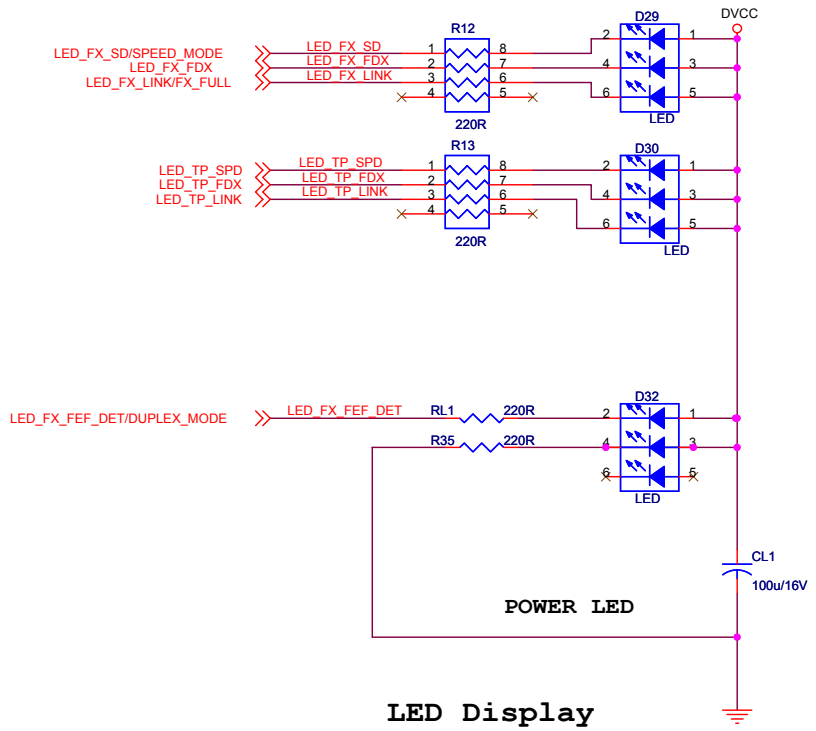 D29
DVCC
R12
LED_FX_SD/SPEED_MODE LED_FX_SD 1 8 2 1
LED_FX_FDX LED_FX_FDX 2 7 4 3
LED_FX_LINK/FX_FULL LED_FX_LINK 3 6 6 5
4 5
220R
LED
R13
D30
LED_TP_SPD LED_TP_SPD 1 8 2 1
LED_TP_FDX LED_TP_FDX 2 7 4 3
LED_TP_LINK LED_TP_LINK 3 6 6 5
4 5
220R
LED
D32
LED_FX_FEF_DET/DUPLEX_MODE LED_FX_FEF_DET RL1 220R 2 1
R35 220R 4 3
6 5
LED
CL1
100u/16V
POWER LED
LED Display